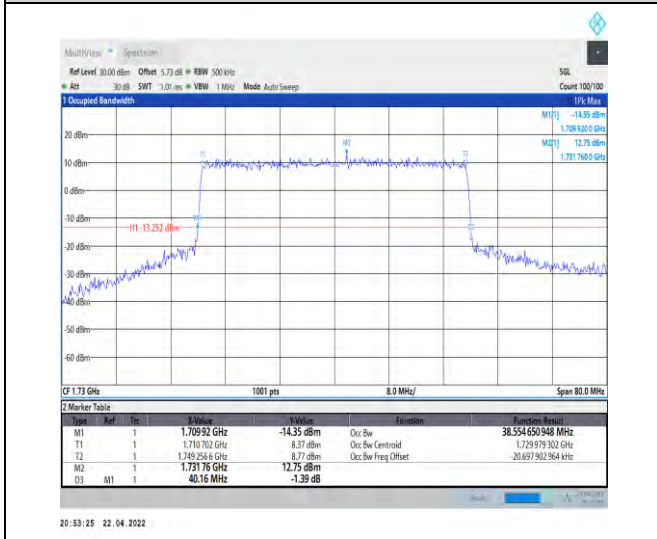 MultiView Spectrum
Ref Level 30.00 dBm Offset 5.73 dB RBW 500 kHz SGL
Att 30 dB SWT 1.01 ms VBW 1 MHz Mode Auto Sweep Count 100/100
1 Occupied Bandwidth 1Pk Max
M1[1] -14.35 dBm
1.709 920 0 GHz
M2[1] 12.75 dBm
1.731 760 0 GHz
20 dBm
M2
T1
T2
10 dBm
0 dBm
-10 dBm
H1 -13.252 dBm
-20 dBm
-30 dBm
-40 dBm
-50 dBm
-60 dBm
CF 1.73 GHz 1001 pts 8.0 MHz/ Span 80.0 MHz
2 Marker Table
Type Ref Trc X-Value Y-Value Function Function Result
M1 1 1.709 92 GHz -14.35 dBm Occ Bw 38.554 650 948 MHz
T1 1 1.710 702 GHz 8.37 dBm Occ Bw Centroid 1.729 979 302 GHz
T2 1 1.749 256 6 GHz 8.77 dBm Occ Bw Freq Offset -20.697 902 964 kHz
M2 1 1.731 76 GHz 12.75 dBm
D3 M1 1 40.16 MHz -1.39 dB
20:53:25 22.04.2022